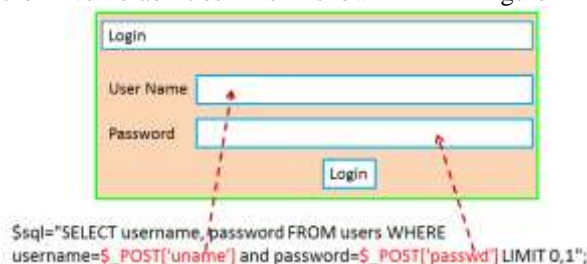 Login
User Name
Password
Login
$sql="SELECT username, password FROM users WHERE
username=$_POST['uname'] and password=$_POST['passwd'] LIMIT 0,1";